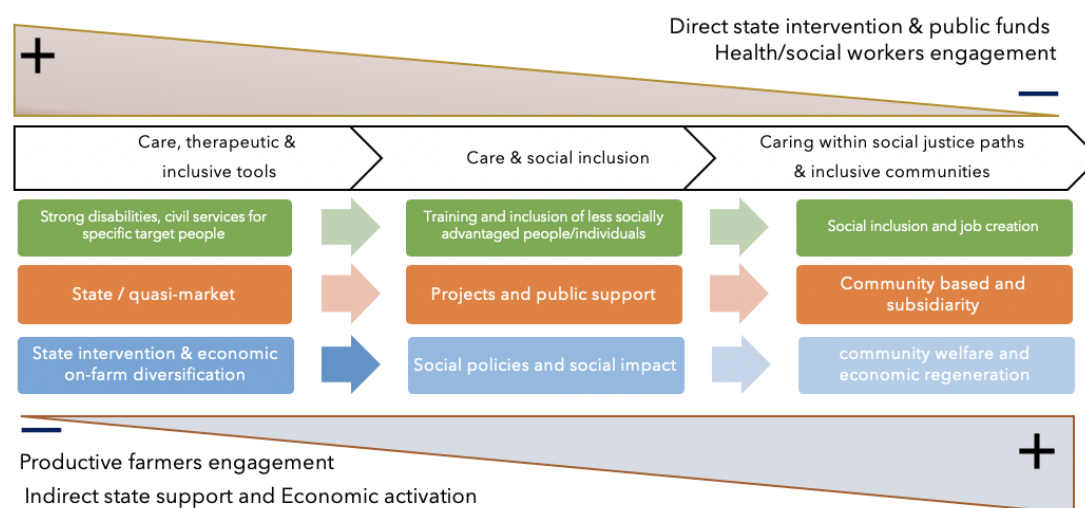 Direct state intervention & public funds
Health/social workers engagement
+
–
Care, therapeutic &
inclusive tools
Care & social inclusion
Caring within social justice paths
& inclusive communities
Strong disabilities, civil services for
specific target people
Training and inclusion of less socially
advantaged people/individuals
Social inclusion and job creation
State / quasi-market
Projects and public support
Community based and
subsidiarity
State intervention & economic
on-farm diversification
Social policies and social impact
community welfare and
economic regeneration
–
+
Productive farmers engagement
Indirect state support and Economic activation